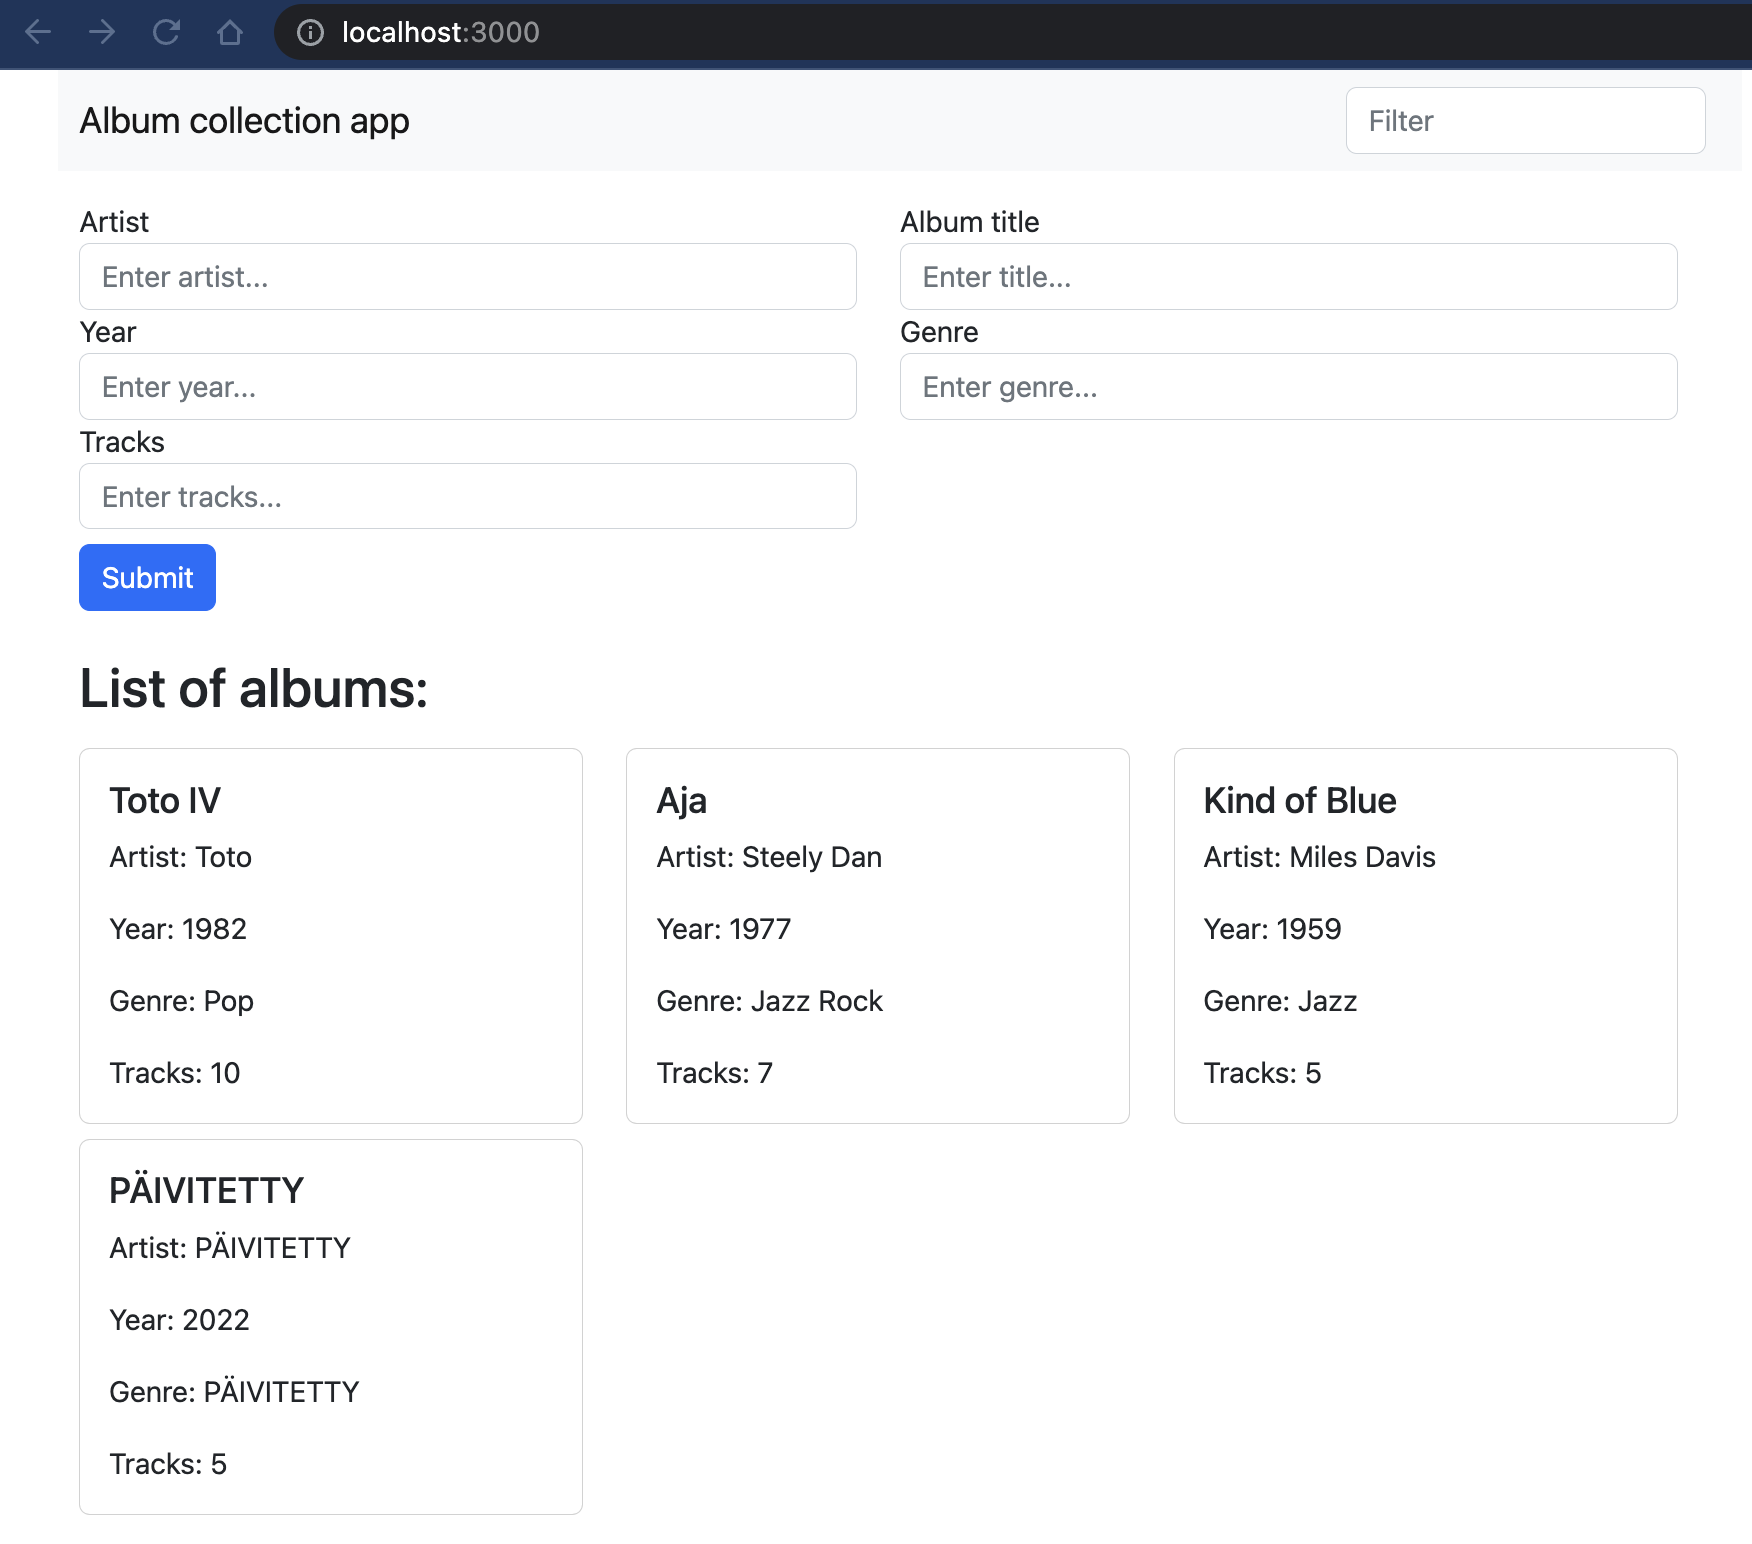 localhost:3000
Album collection app
Filter
Artist
Album title
Enter artist...
Enter title...
Year
Genre
Enter year...
Enter genre...
Tracks
Enter tracks...
Submit
List of albums:
Toto IV
Artist: Toto
Year: 1982
Genre: Pop
Tracks: 10
Aja
Artist: Steely Dan
Year: 1977
Genre: Jazz Rock
Tracks: 7
Kind of Blue
Artist: Miles Davis
Year: 1959
Genre: Jazz
Tracks: 5
PÄIVITETTY
Artist: PÄIVITETTY
Year: 2022
Genre: PÄIVITETTY
Tracks: 5